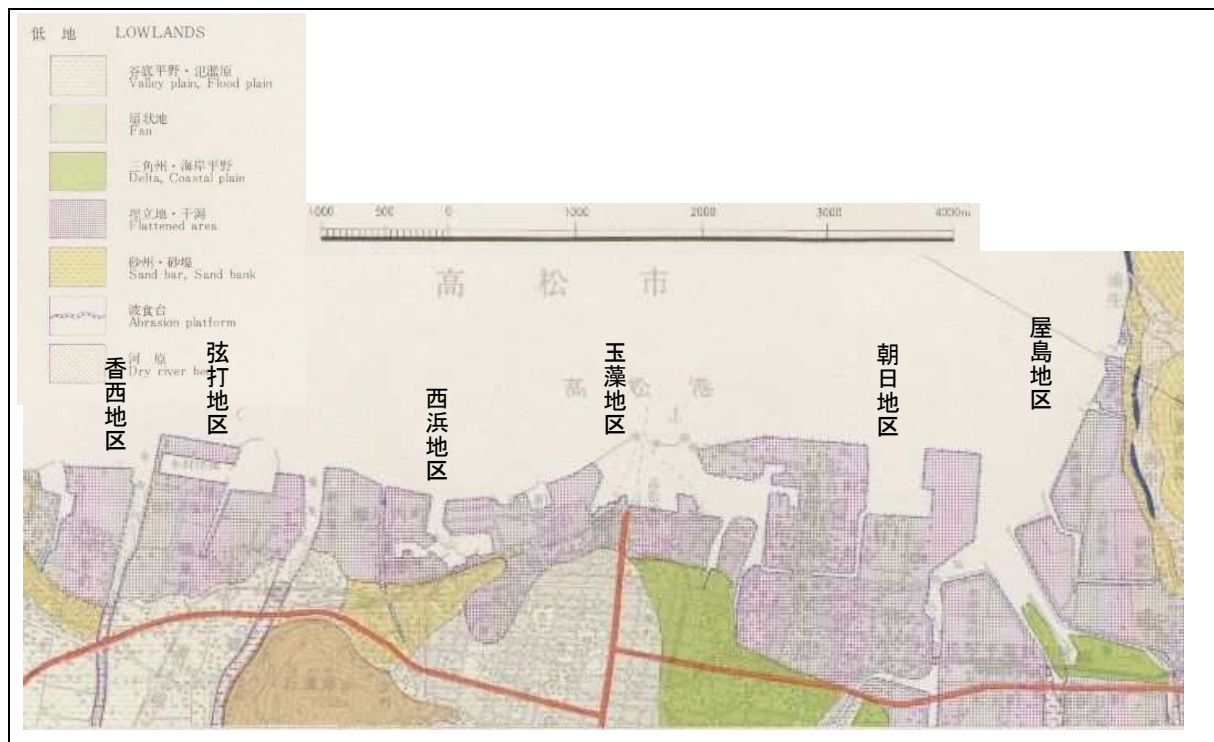 低 地 LOWLANDS
谷底平野・氾濫原
Valley plain, Flood plain
扇状地
Fan
三角州・海岸平野
Delta, Coastal plain
埋立地・干潟
Flattened area
砂州・砂堤
Sand bar, Sand bank
波食台
Abrasion platform
河 原
Dry river be
1000 500 0 1000 2000 3000 4000m
高 松 市
高 松 港
香西地区
弦打地区
西浜地区
玉藻地区
朝日地区
屋島地区